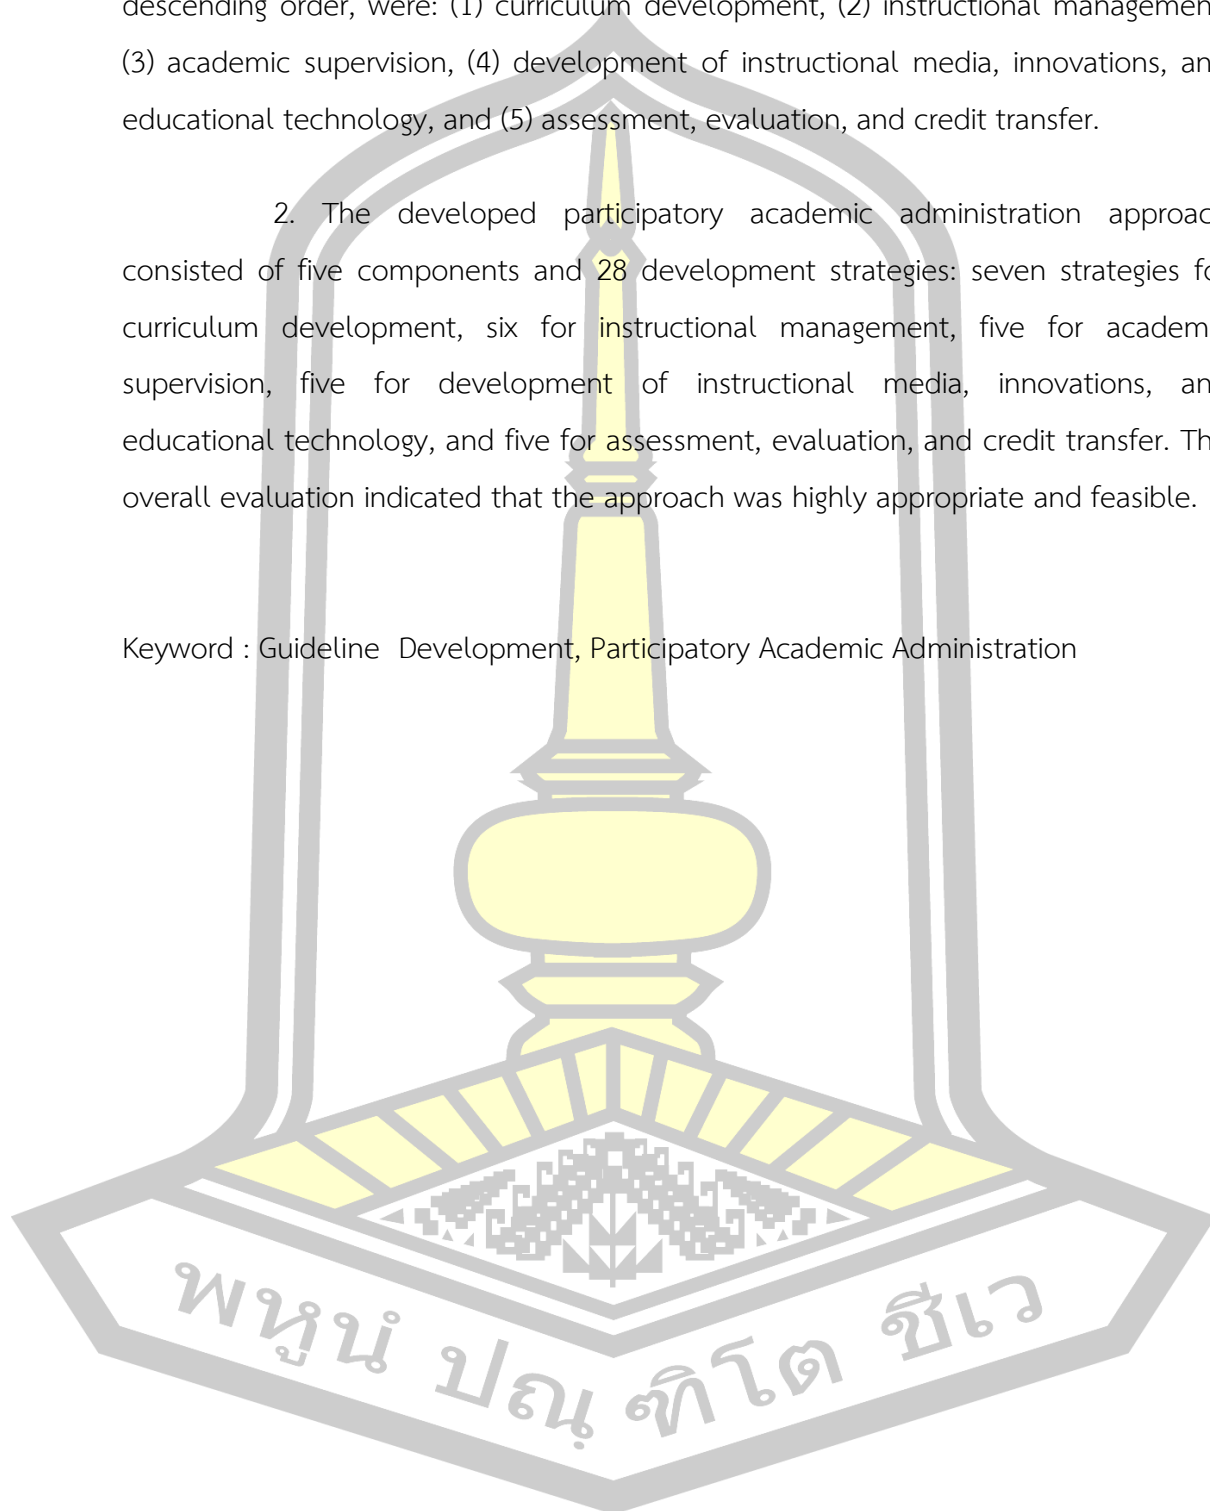 descending order, were: (1) curriculum development, (2) instructional managemen
(3) academic supervision, (4) development of instructional media, innovations, an
educational technology, and (5) assessment, evaluation, and credit transfer.
2. The developed participatory academic administration approac
consisted of five components and 28 development strategies: seven strategies fo
curriculum development, six for instructional management, five for academ
supervision, five for development of instructional media, innovations, an
educational technology, and five for assessment, evaluation, and credit transfer. Th
overall evaluation indicated that the approach was highly appropriate and feasible.
Keyword : Guideline Development, Participatory Academic Administration
พหูนํ ปณฺฑิโต ชีเว